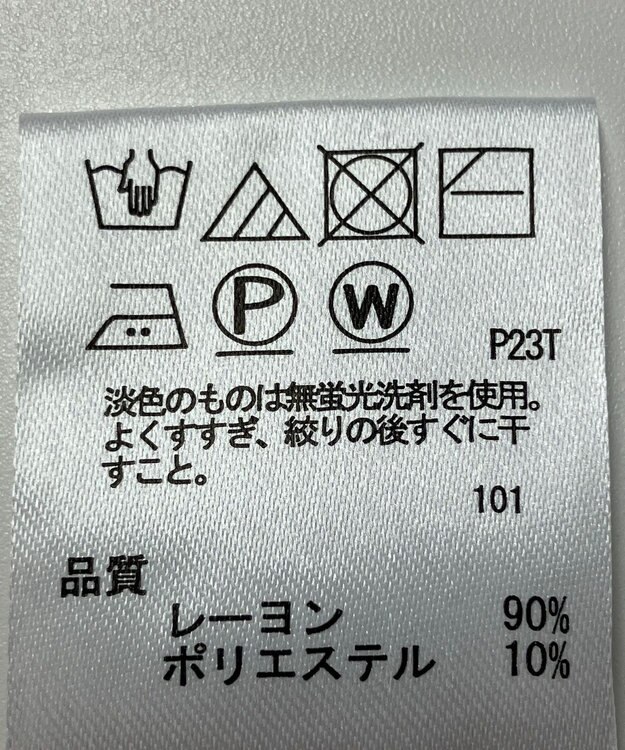 P W
P23T
淡色のものは無蛍光洗剤を使用。
よくすすぎ、絞りの後すぐに干
すこと。
101
品質
レーヨン 90%
ポリエステル 10%